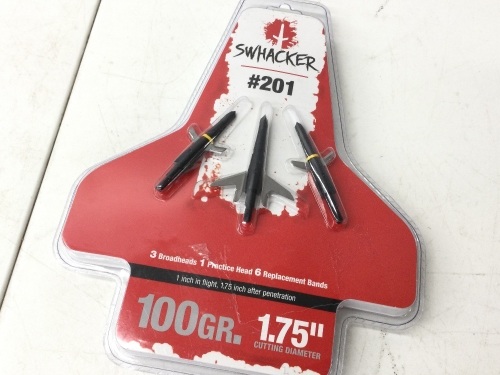 SWHACKER
#201
3 Broadheads 1 Practice Head 6 Replacement Bands
1 inch in flight, 1.75 inch after penetration
100GR. 1.75"
CUTTING DIAMETER